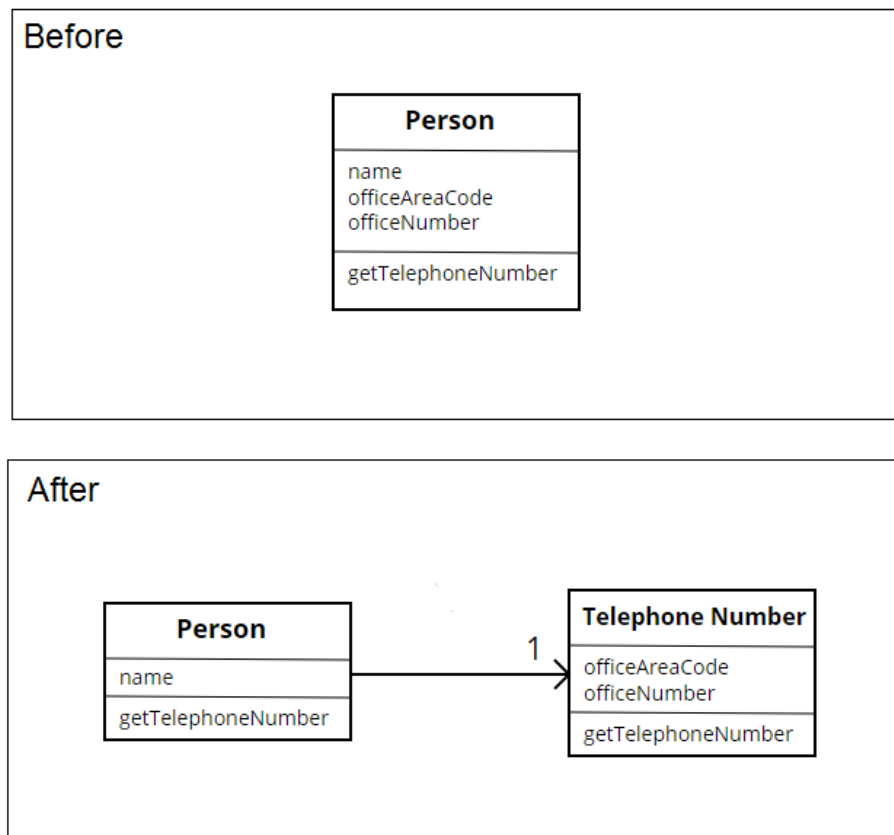 Before
Person
name
officeAreaCode
officeNumber
getTelephoneNumber
After
Person
name
getTelephoneNumber
1
Telephone Number
officeAreaCode
officeNumber
getTelephoneNumber